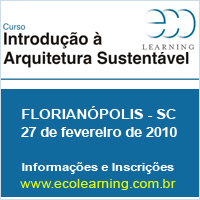 Curso
eco
LEARNING
Introdução à
Arquitetura Sustentável
FLORIANÓPOLIS - SC
27 de fevereiro de 2010
Informações e Inscrições
www.ecolearning.com.br